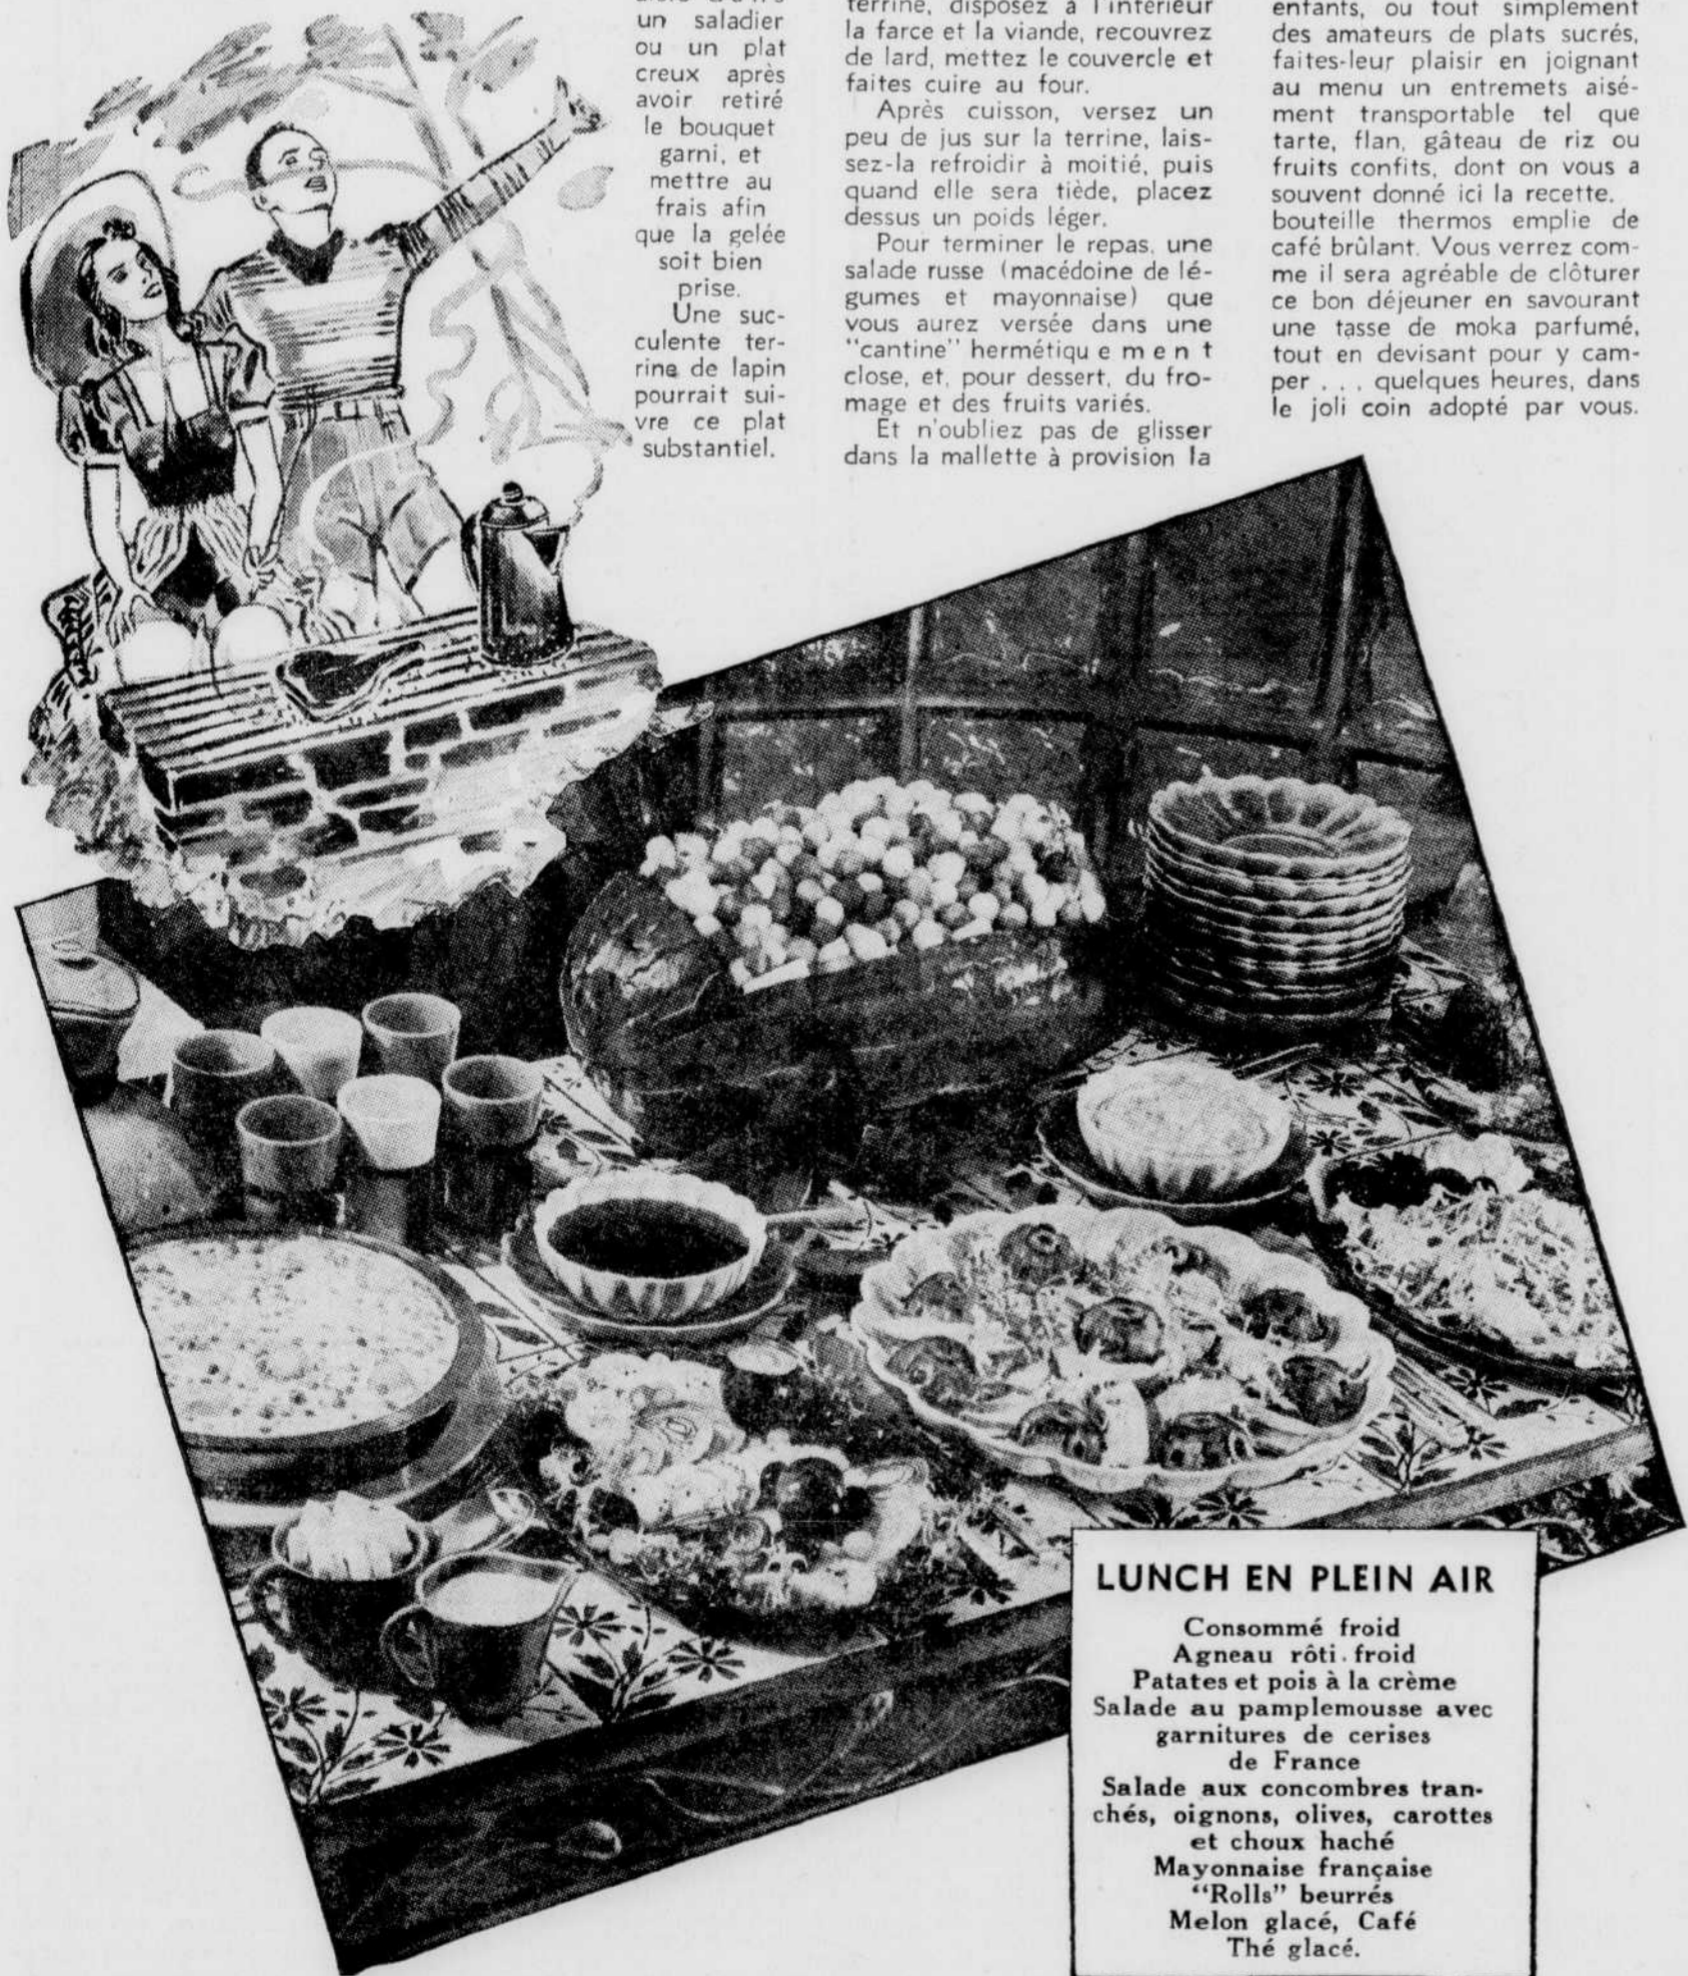 un saladier
ou un plat
creux après
avoir retiré
le bouquet
garni, et
mettre au
frais afin
que la gelée
soit bien
prise.
Une suc-
culente ter-
rine de lapin
pourrait sui-
vre ce plat
substantiel.
terrine, disposez à l'intérieur
la farce et la viande, recouvrez
de lard, mettez le couvercle et
faites cuire au four.
Après cuisson, versez un
peu de jus sur la terrine, lais-
sez-la refroidir à moitié, puis
quand elle sera tiède, placez
dessus un poids léger.
Pour terminer le repas, une
salade russe (macédoine de lé-
gumes et mayonnaise) que
vous aurez versée dans une
"cantine" hermétiqu e m e n t
close, et, pour dessert, du fro-
mage et des fruits variés.
Et n'oubliez pas de glisser
dans la mallette à provision la
enfants, ou tout simplement
des amateurs de plats sucrés,
faites-leur plaisir en joignant
au menu un entremets aisé-
ment transportable tel que
tarte, flan, gâteau de riz ou
fruits confits, dont on vous a
souvent donné ici la recette.
bouteille thermos emplie de
café brûlant. Vous verrez com-
me il sera agréable de clôturer
ce bon déjeuner en savourant
une tasse de moka parfumé,
tout en devisant pour y cam-
per . . . quelques heures, dans
le joli coin adopté par vous.
LUNCH EN PLEIN AIR
Consommé froid
Agneau rôti froid
Patates et pois à la crème
Salade au pamplemousse avec
garnitures de cerises
de France
Salade aux concombres tran-
chés, oignons, olives, carottes
et choux haché
Mayonnaise française
"Rolls" beurrés
Melon glacé, Café
Thé glacé.